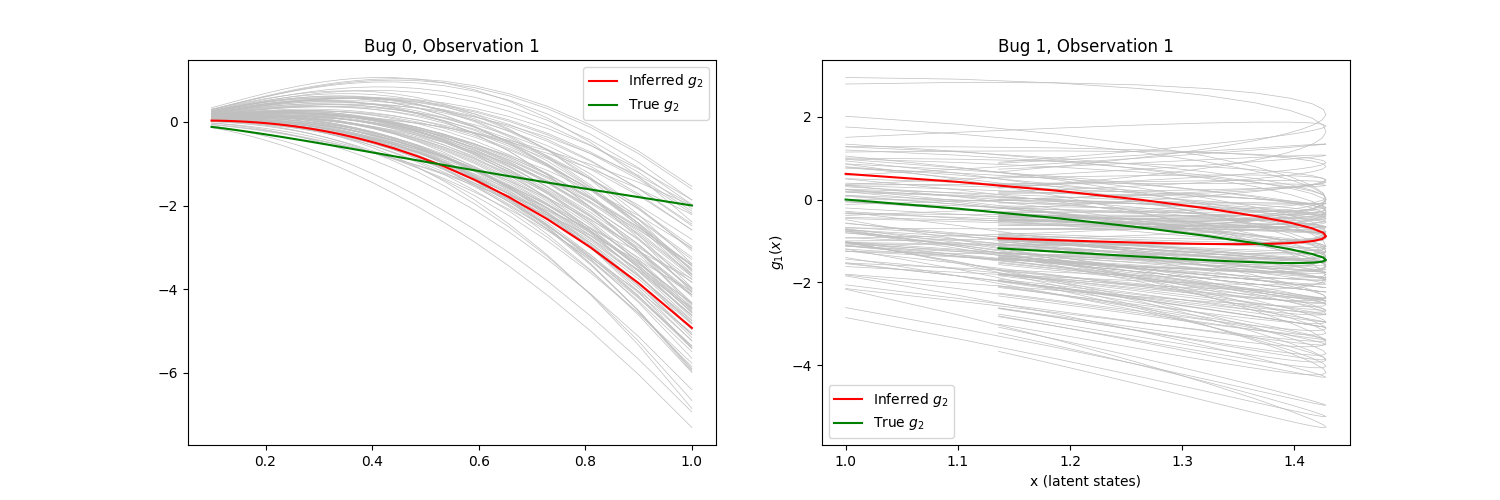 Bug 0, Observation 1
Inferred g₂
True g₂
0
−2
−4
−6
0.2 0.4 0.6 0.8 1.0
Bug 1, Observation 1
g₁(x)
2
0
−2
−4
Inferred g₂
True g₂
1.0 1.1 1.2 1.3 1.4
x (latent states)